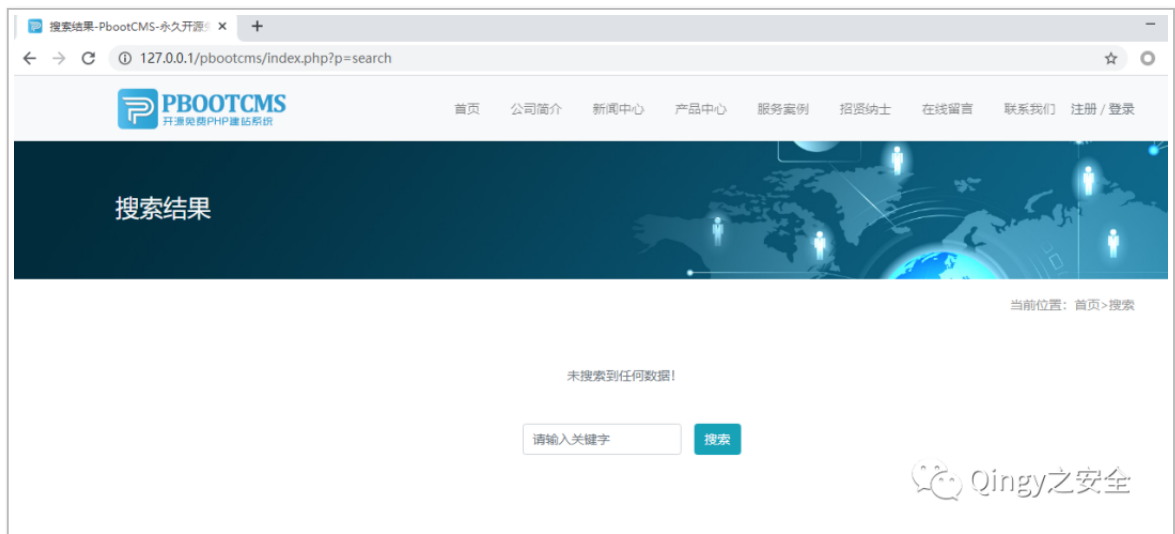 搜索结果-PbootCMS-永久开源
127.0.0.1/pbootcms/index.php?p=search
PBOOTCMS
开源免费PHP建站系统
首页 公司简介 新闻中心 产品中心 服务案例 招贤纳士 在线留言 联系我们 注册 / 登录
搜索结果
当前位置：首页>搜索
未搜索到任何数据！
请输入关键字 搜索
Qingy之安全